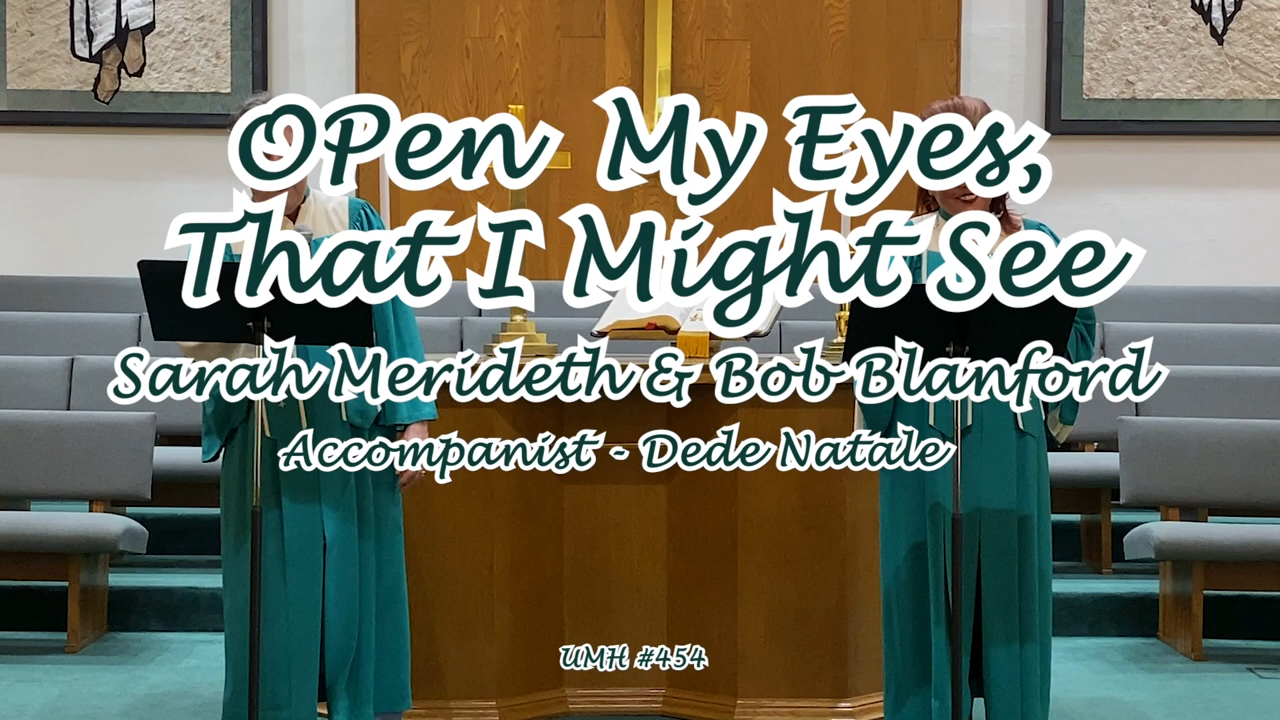 OPen My Eyes,
That I Might See
Sarah Merideth & Bob Blanford
Accompanist - Dede Natale
UMH #454